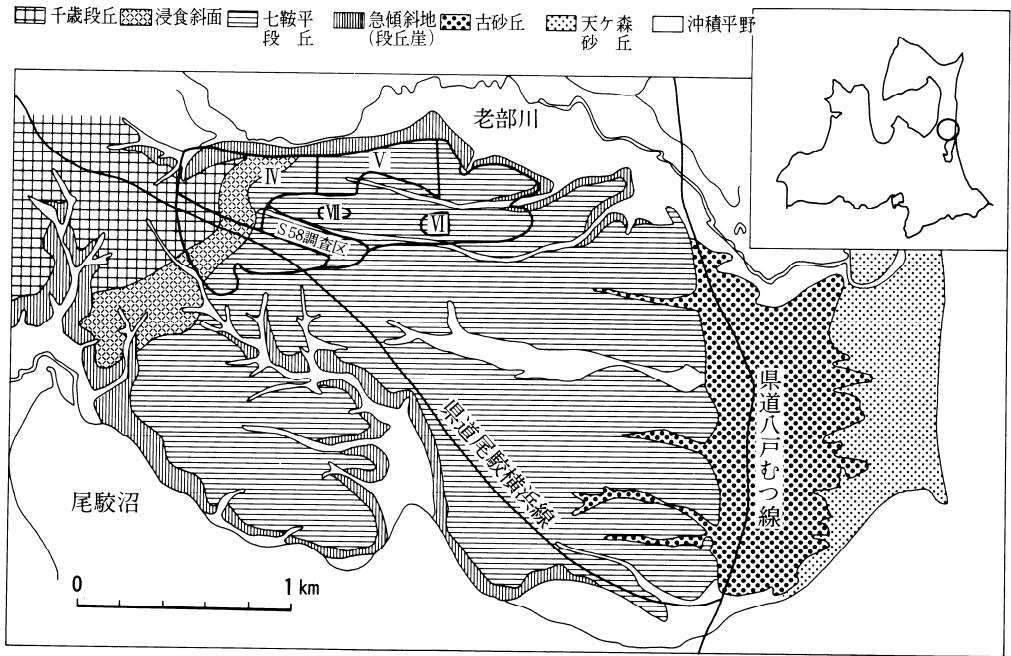 千歳段丘
浸食斜面
七鞍平
段丘
急傾斜地
(段丘崖)
古砂丘
天ケ森
砂丘
沖積平野
老部川
Ⅴ
Ⅳ
Ⅶ
Ⅵ
S58調査区
県道尾駮横浜線
県道八戸むつ線
尾駮沼
0
1km